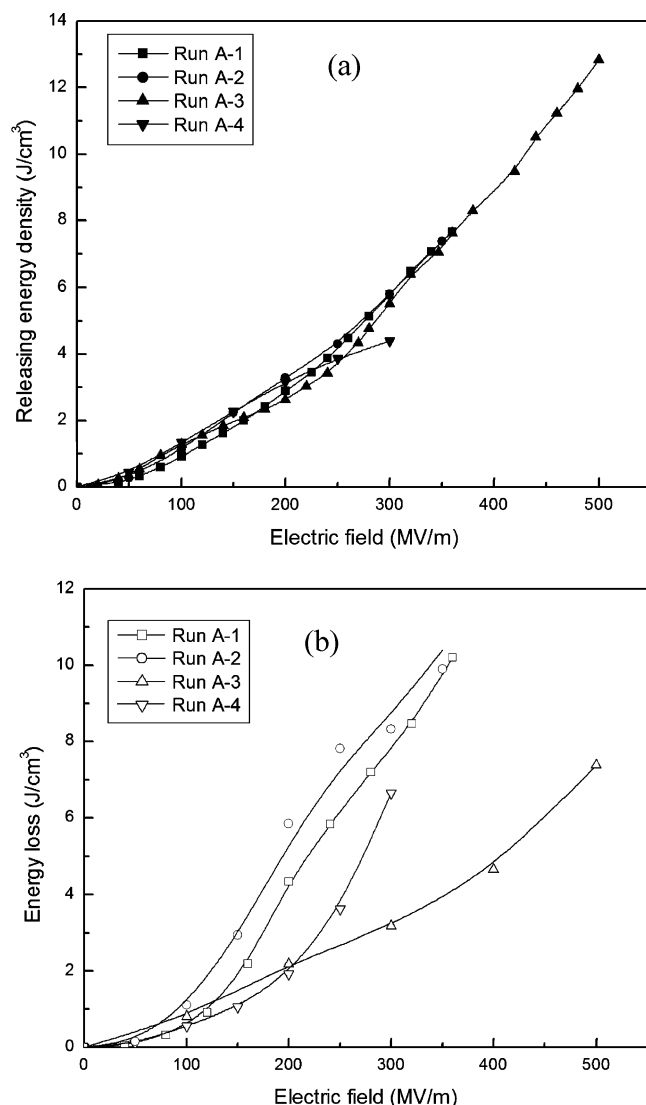 14
12
10
8
6
4
2
0
Releasing energy density (J/cm³)
Run A-1
Run A-2
Run A-3
Run A-4
(a)
0 100 200 300 400 500
Electric field (MV/m)
12
10
8
6
4
2
0
Energy loss (J/cm³)
Run A-1
Run A-2
Run A-3
Run A-4
(b)
0 100 200 300 400 500
Electric field (MV/m)